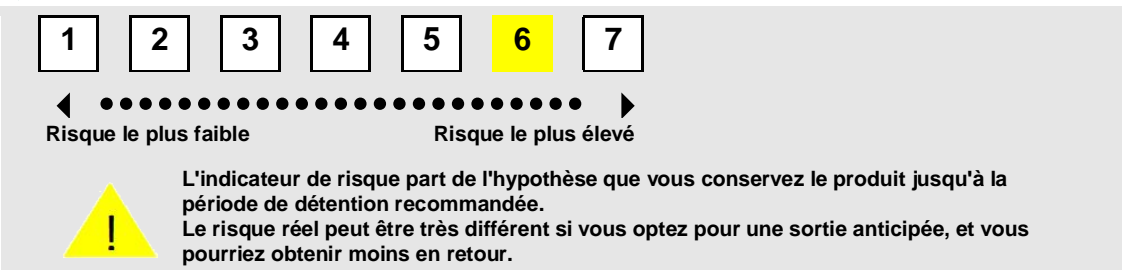 1 2 3 4 5 6 7
Risque le plus faible Risque le plus élevé
L'indicateur de risque part de l'hypothèse que vous conservez le produit jusqu'à la
période de détention recommandée.
Le risque réel peut être très différent si vous optez pour une sortie anticipée, et vous
pourriez obtenir moins en retour.
!